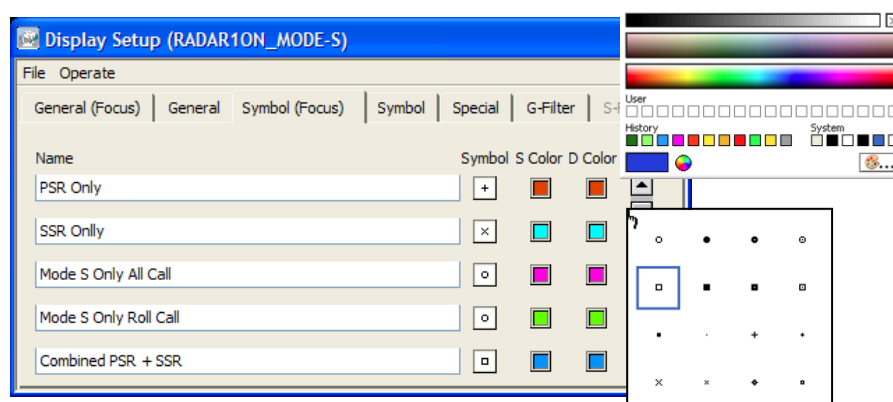 Display Setup (RADAR1ON_MODE-S)
File Operate
General (Focus) General Symbol (Focus) Symbol Special G-Filter
Name Symbol S Color D Color
PSR Only
SSR Onlly
Mode S Only All Call
Mode S Only Roll Call
Combined PSR + SSR
User
History System